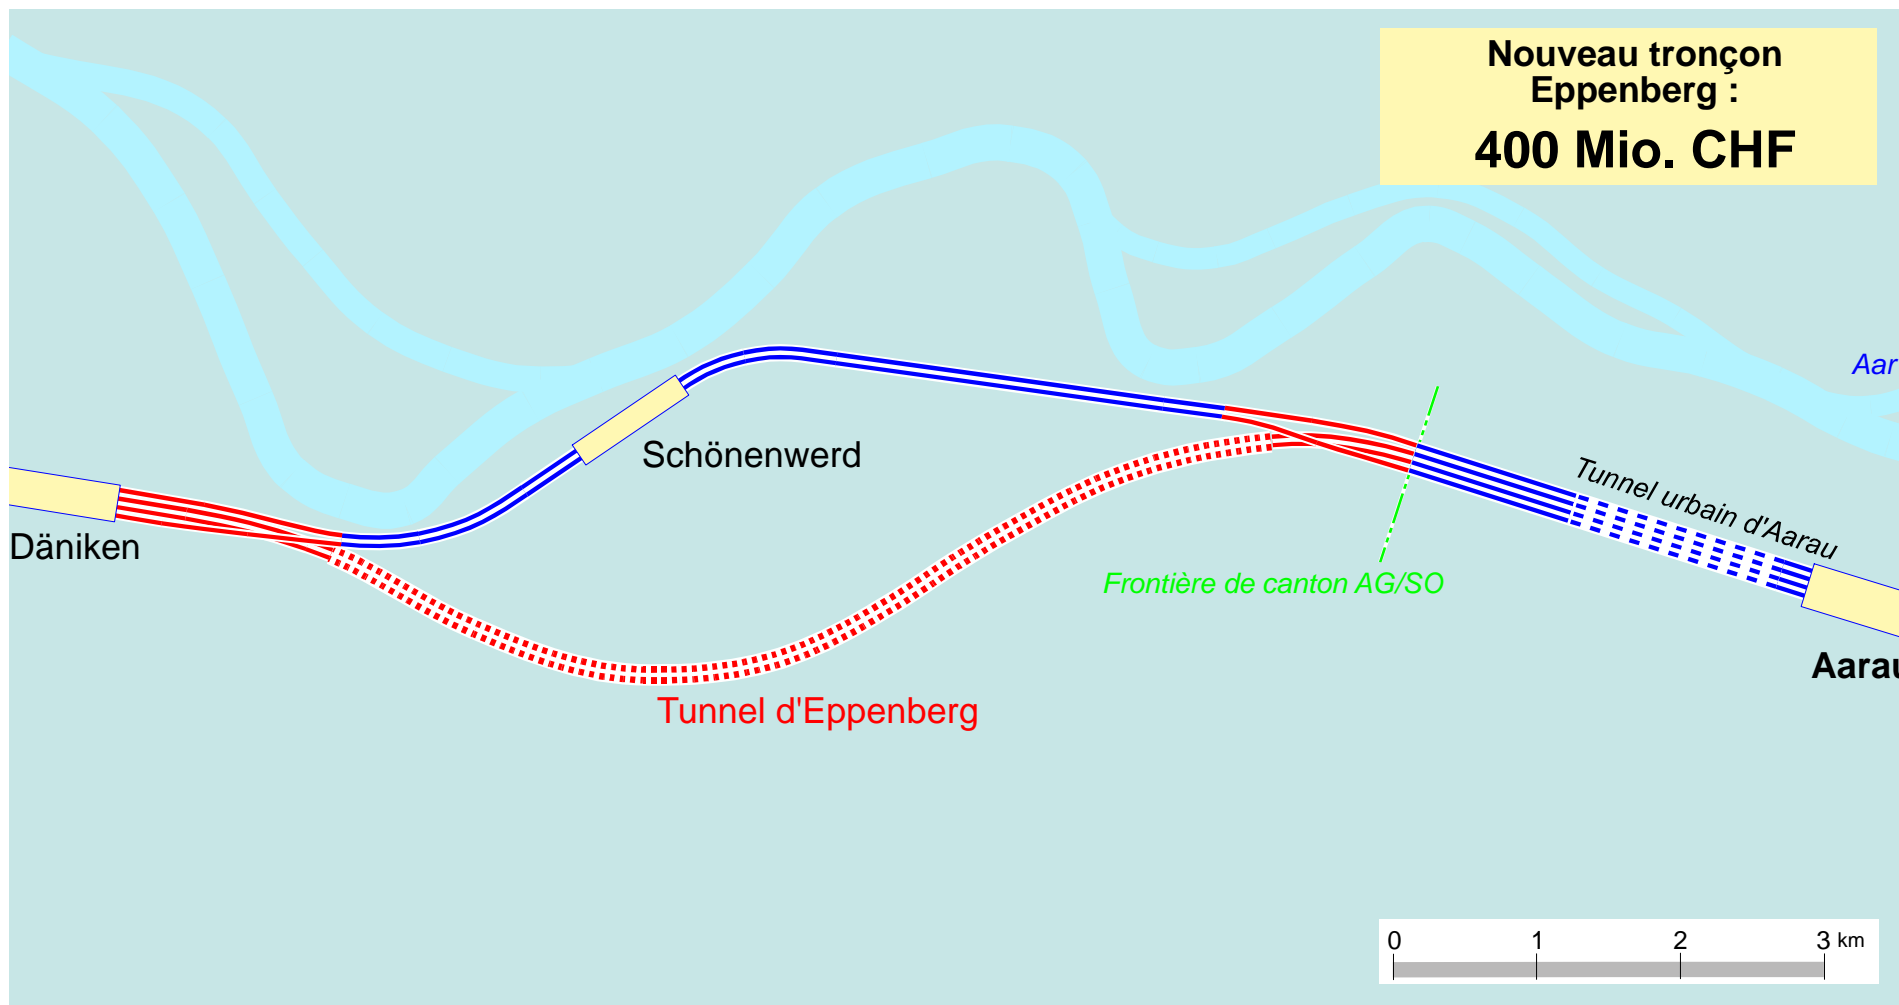 Nouveau tronçon
Eppenberg :
400 Mio. CHF
Aar
Schönenwerd
Däniken
Tunnel urbain d'Aarau
Frontière de canton AG/SO
Aarau
Tunnel d'Eppenberg
0 1 2 3 km